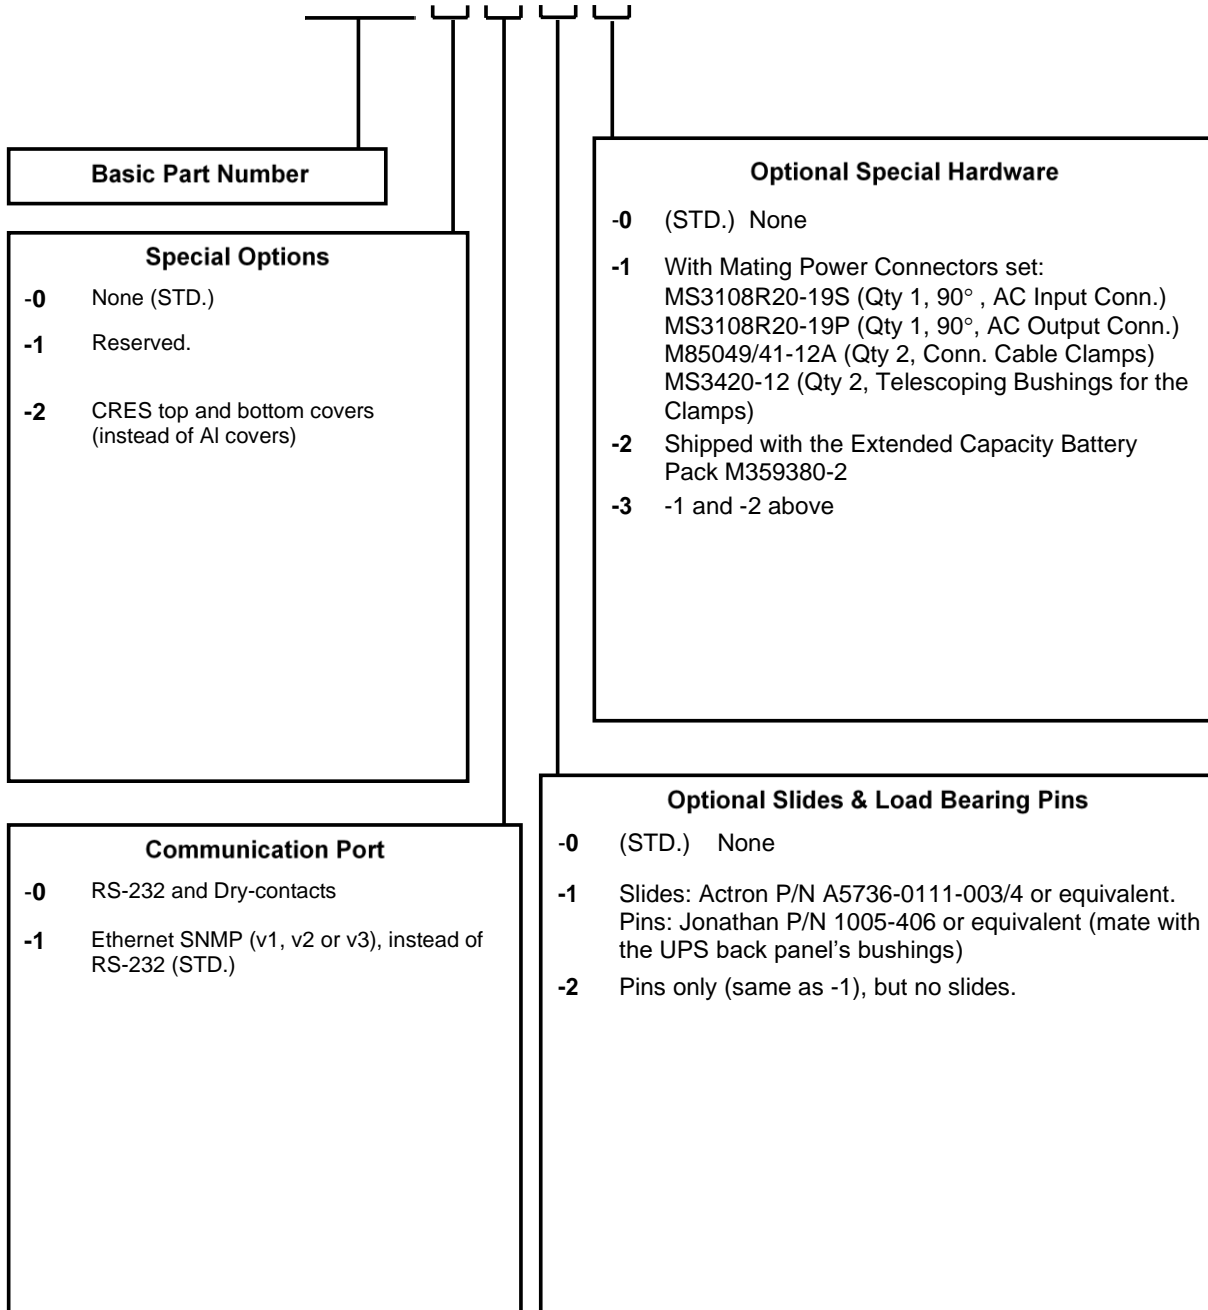 Basic Part Number
Special Options
-0 None (STD.)
-1 Reserved.
-2 CRES top and bottom covers
(instead of Al covers)
Communication Port
-0 RS-232 and Dry-contacts
-1 Ethernet SNMP (v1, v2 or v3), instead of
RS-232 (STD.)
Optional Special Hardware
-0 (STD.) None
-1 With Mating Power Connectors set:
MS3108R20-19S (Qty 1, 90° , AC Input Conn.)
MS3108R20-19P (Qty 1, 90°, AC Output Conn.)
M85049/41-12A (Qty 2, Conn. Cable Clamps)
MS3420-12 (Qty 2, Telescoping Bushings for the
Clamps)
-2 Shipped with the Extended Capacity Battery
Pack M359380-2
-3 -1 and -2 above
Optional Slides & Load Bearing Pins
-0 (STD.) None
-1 Slides: Actron P/N A5736-0111-003/4 or equivalent.
Pins: Jonathan P/N 1005-406 or equivalent (mate with
the UPS back panel's bushings)
-2 Pins only (same as -1), but no slides.